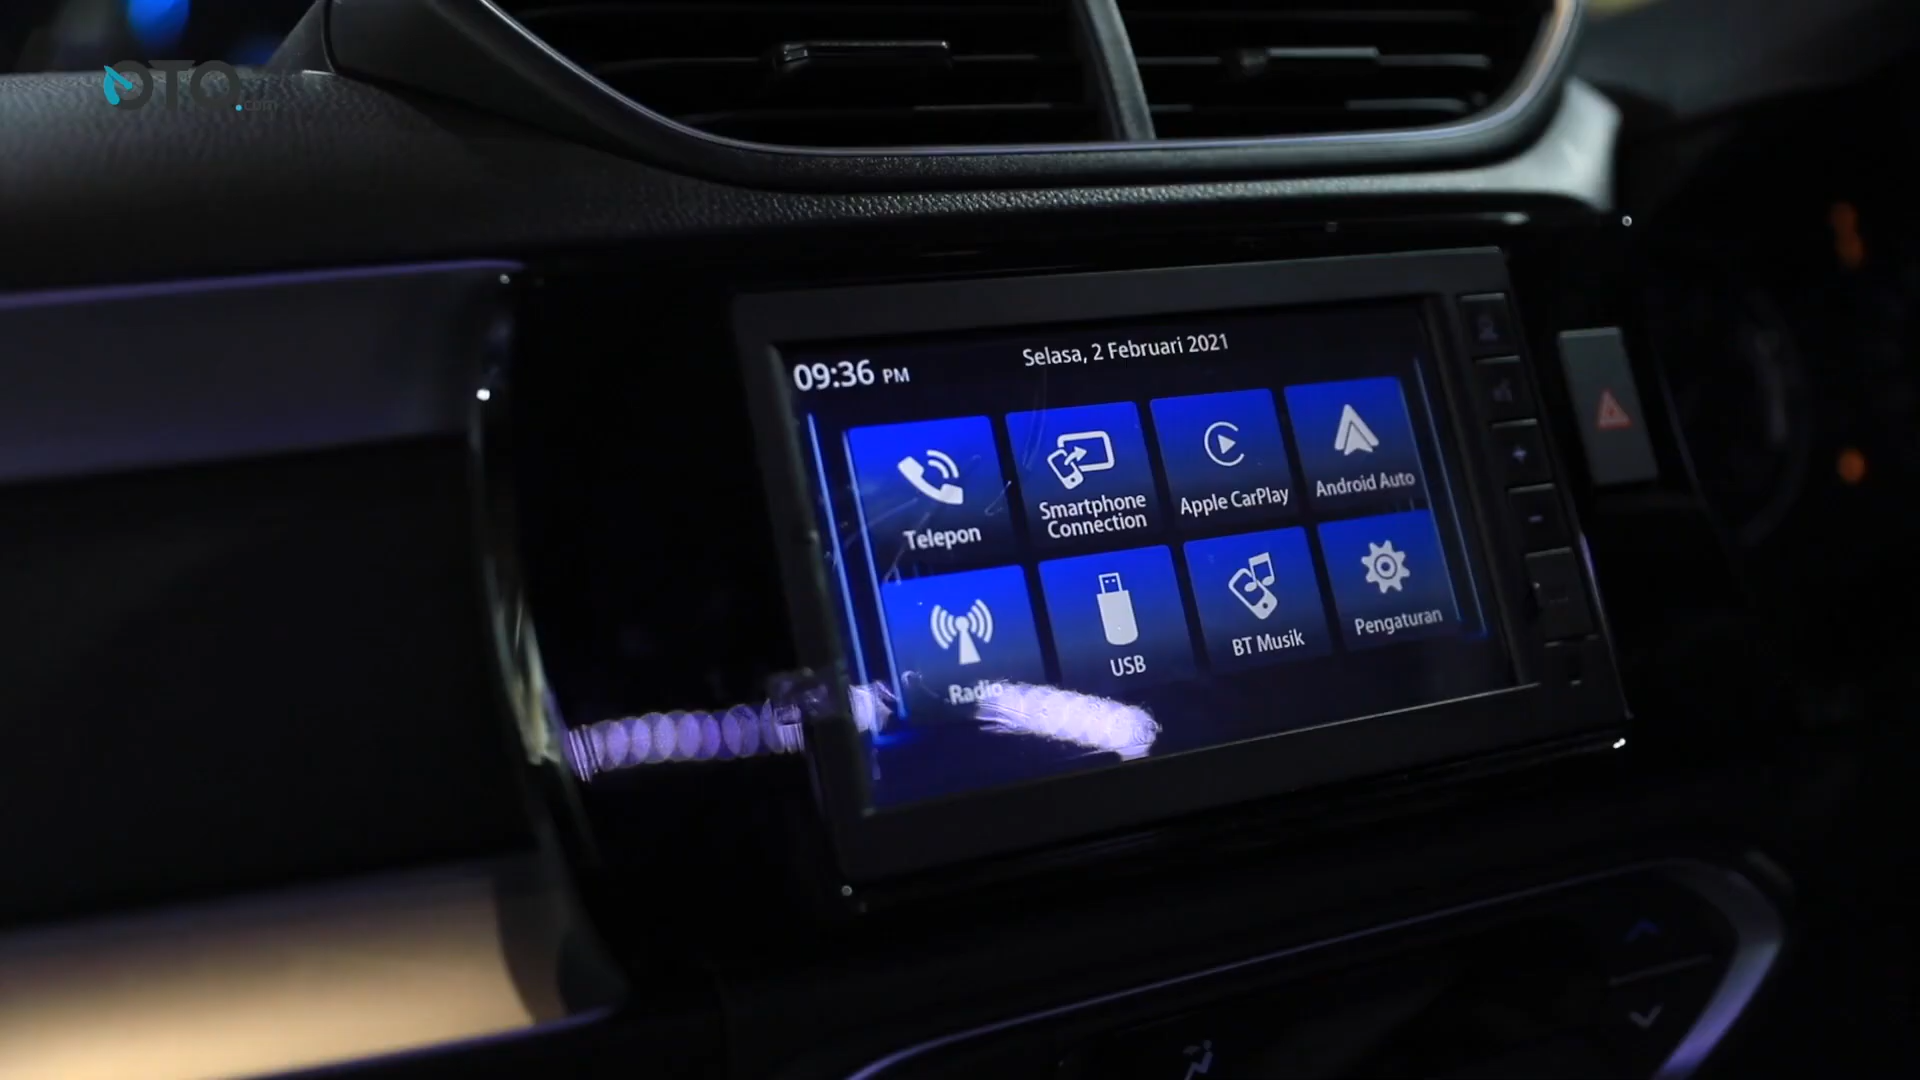 OTO.com
09:36 PM
Selasa, 2 Februari 2021
Telepon
Smartphone
Connection
Apple CarPlay
Android Auto
Radio
USB
BT Musik
Pengaturan